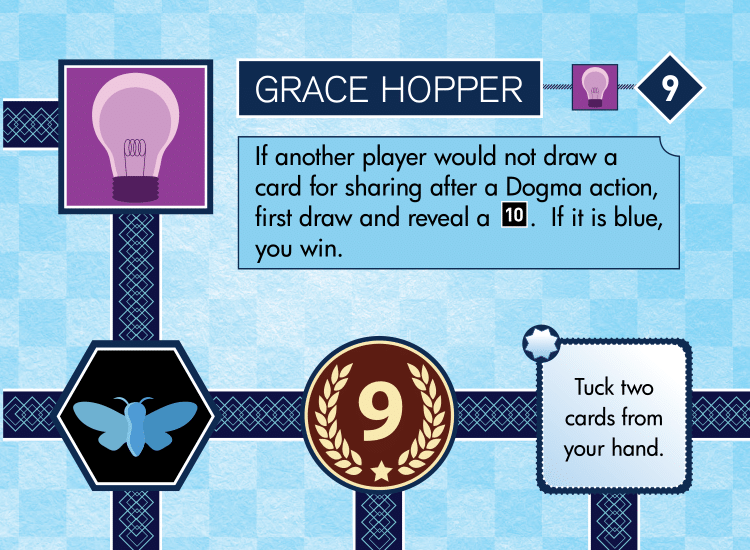 GRACE HOPPER
9
If another player would not draw a
card for sharing after a Dogma action,
first draw and reveal a 10. If it is blue,
you win.
9
Tuck two
cards from
your hand.